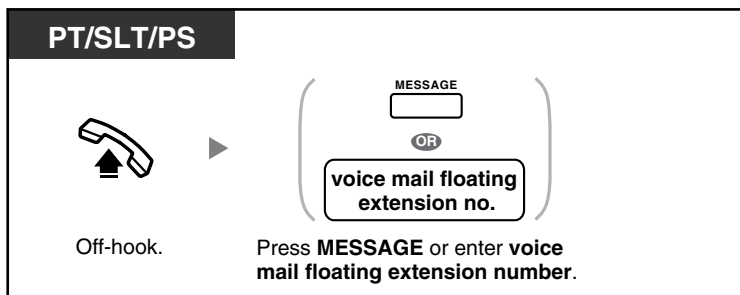 PT/SLT/PS
MESSAGE
OR
voice mail floating
extension no.
Off-hook.
Press MESSAGE or enter voice
mail floating extension number.